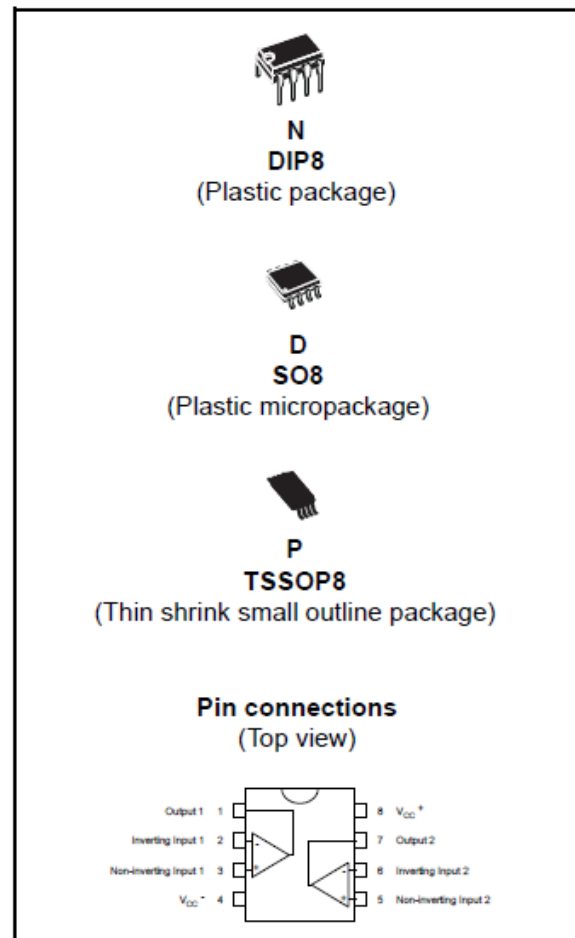 N
DIP8
(Plastic package)
D
SO8
(Plastic micropackage)
P
TSSOP8
(Thin shrink small outline package)
Pin connections
(Top view)
Output 1 1 8 VCC +
Inverting Input 1 2 - 7 Output 2
Non-inverting Input 1 3 + - 6 Inverting Input 2
VCC - 4 + 5 Non-inverting Input 2